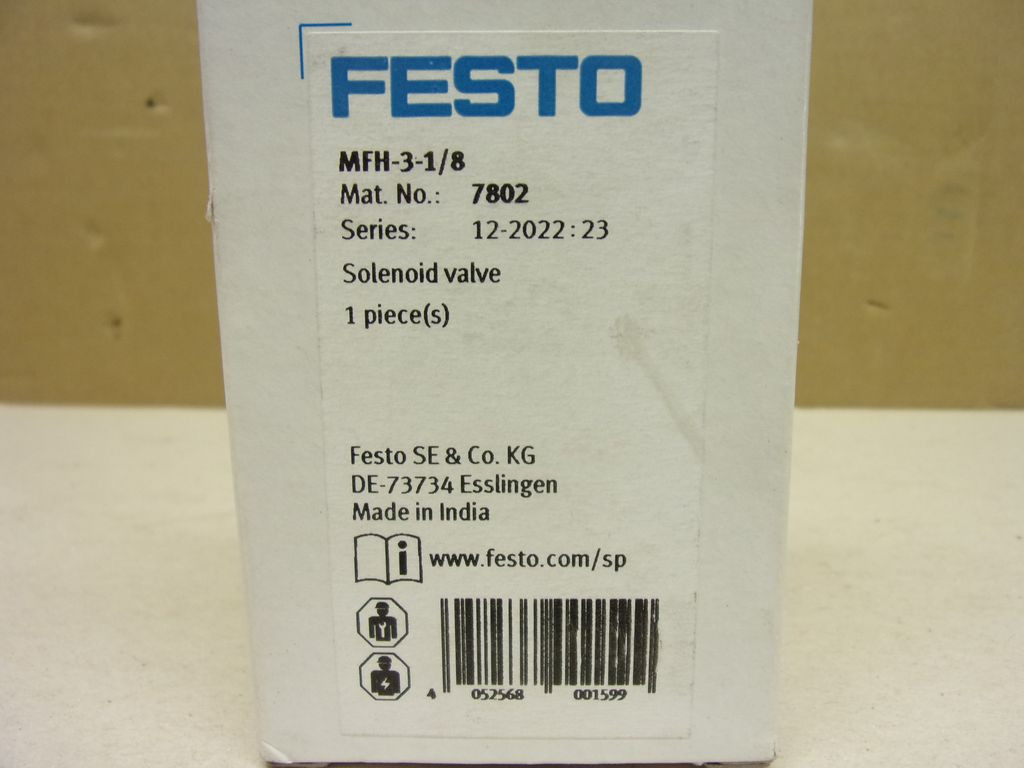 FESTO
MFH-3-1/8
Mat. No.: 7802
Series: 12-2022:23
Solenoid valve
1 piece(s)
Festo SE & Co. KG
DE-73734 Esslingen
Made in India
i www.festo.com/sp
4 052568 001599